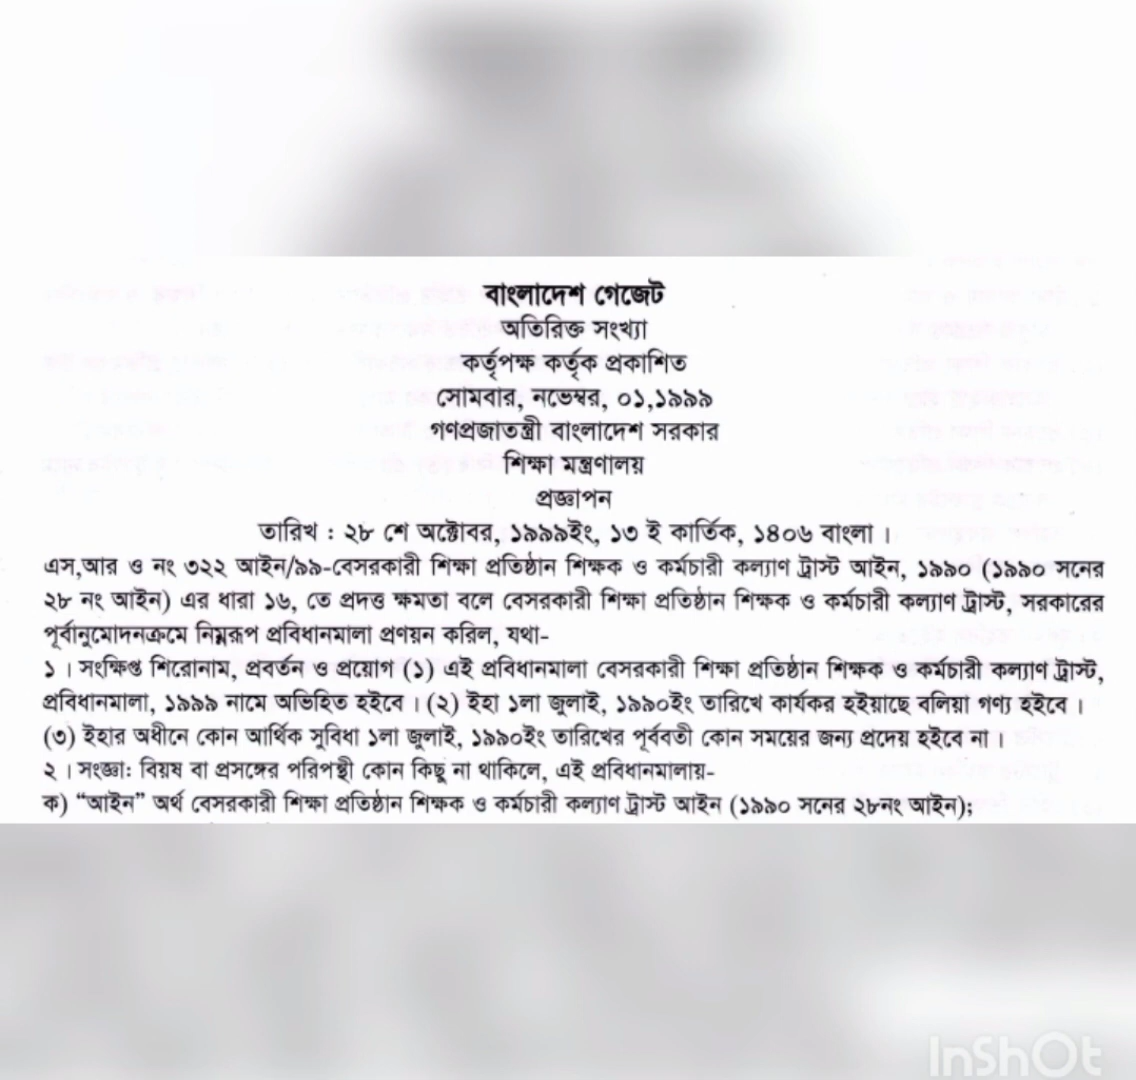 বাংলাদেশ গেজেট
অতিরিক্ত সংখ্যা
কর্তৃপক্ষ কর্তৃক প্রকাশিত
সোমবার, নভেম্বর, ০১,১৯৯৯
গণপ্রজাতন্ত্রী বাংলাদেশ সরকার
শিক্ষা মন্ত্রণালয়
প্রজ্ঞাপন
তারিখ : ২৮ শে অক্টোবর, ১৯৯৯ইং, ১৩ ই কার্তিক, ১৪০৬ বাংলা ।
এস,আর ও নং ৩২২ আইন/৯৯-বেসরকারী শিক্ষা প্রতিষ্ঠান শিক্ষক ও কর্মচারী কল্যাণ ট্রাস্ট আইন, ১৯৯০ (১৯৯০ সনের
২৮ নং আইন) এর ধারা ১৬, তে প্রদত্ত ক্ষমতা বলে বেসরকারী শিক্ষা প্রতিষ্ঠান শিক্ষক ও কর্মচারী কল্যাণ ট্রাস্ট, সরকারের
পূর্বানুমোদনক্রমে নিম্নরূপ প্রবিধানমালা প্রণয়ন করিল, যথা-
১ । সংক্ষিপ্ত শিরোনাম, প্রবর্তন ও প্রয়োগ (১) এই প্রবিধানমালা বেসরকারী শিক্ষা প্রতিষ্ঠান শিক্ষক ও কর্মচারী কল্যাণ ট্রাস্ট,
প্রবিধানমালা, ১৯৯৯ নামে অভিহিত হইবে । (২) ইহা ১লা জুলাই, ১৯৯০ইং তারিখে কার্যকর হইয়াছে বলিয়া গণ্য হইবে ।
(৩) ইহার অধীনে কোন আর্থিক সুবিধা ১লা জুলাই, ১৯৯০ইং তারিখের পূর্ববতী কোন সময়ের জন্য প্রদেয় হইবে না ।
২ । সংজ্ঞা: বিয়ষ বা প্রসঙ্গের পরিপন্থী কোন কিছু না থাকিলে, এই প্রবিধানমালায়-
ক) “আইন” অর্থ বেসরকারী শিক্ষা প্রতিষ্ঠান শিক্ষক ও কর্মচারী কল্যাণ ট্রাস্ট আইন (১৯৯০ সনের ২৮নং আইন);
InShOt